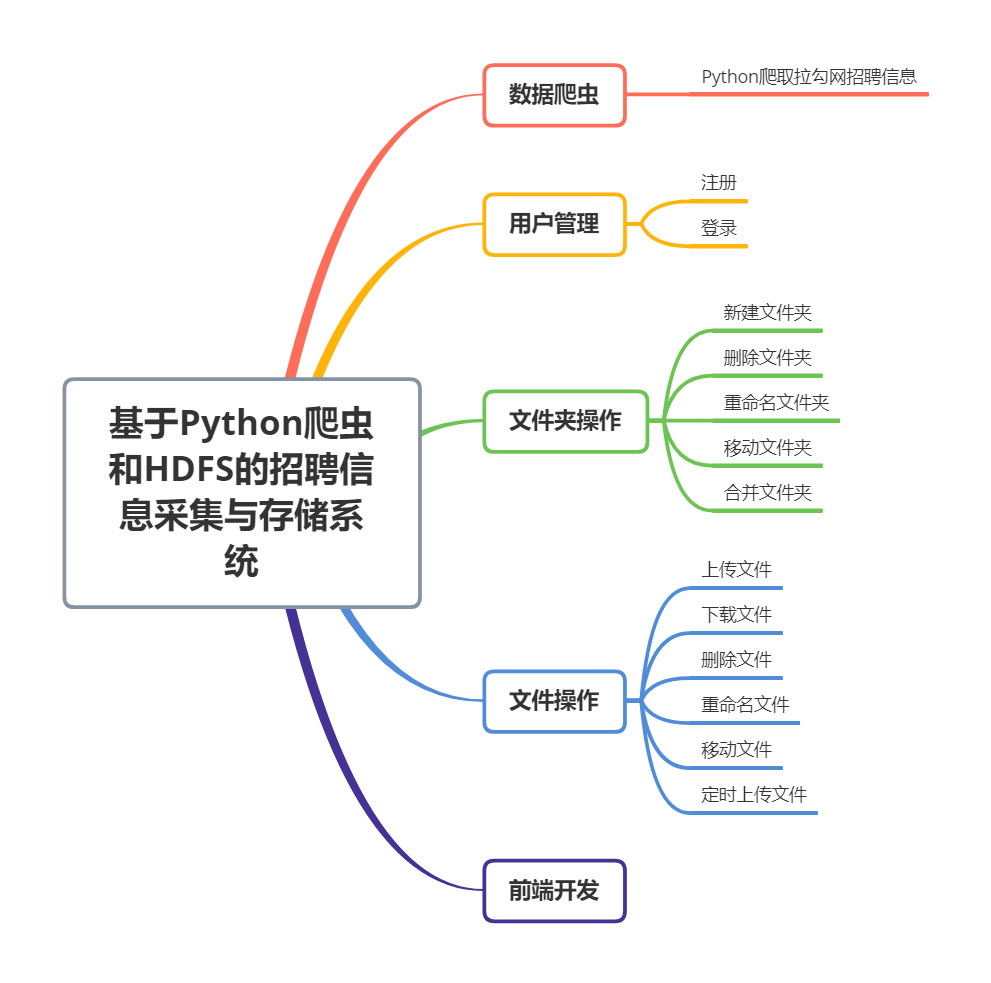 基于Python爬虫
和HDFS的招聘信
息采集与存储系
统
数据爬虫
Python爬取拉勾网招聘信息
用户管理
注册
登录
文件夹操作
新建文件夹
删除文件夹
重命名文件夹
移动文件夹
合并文件夹
文件操作
上传文件
下载文件
删除文件
重命名文件
移动文件
定时上传文件
前端开发